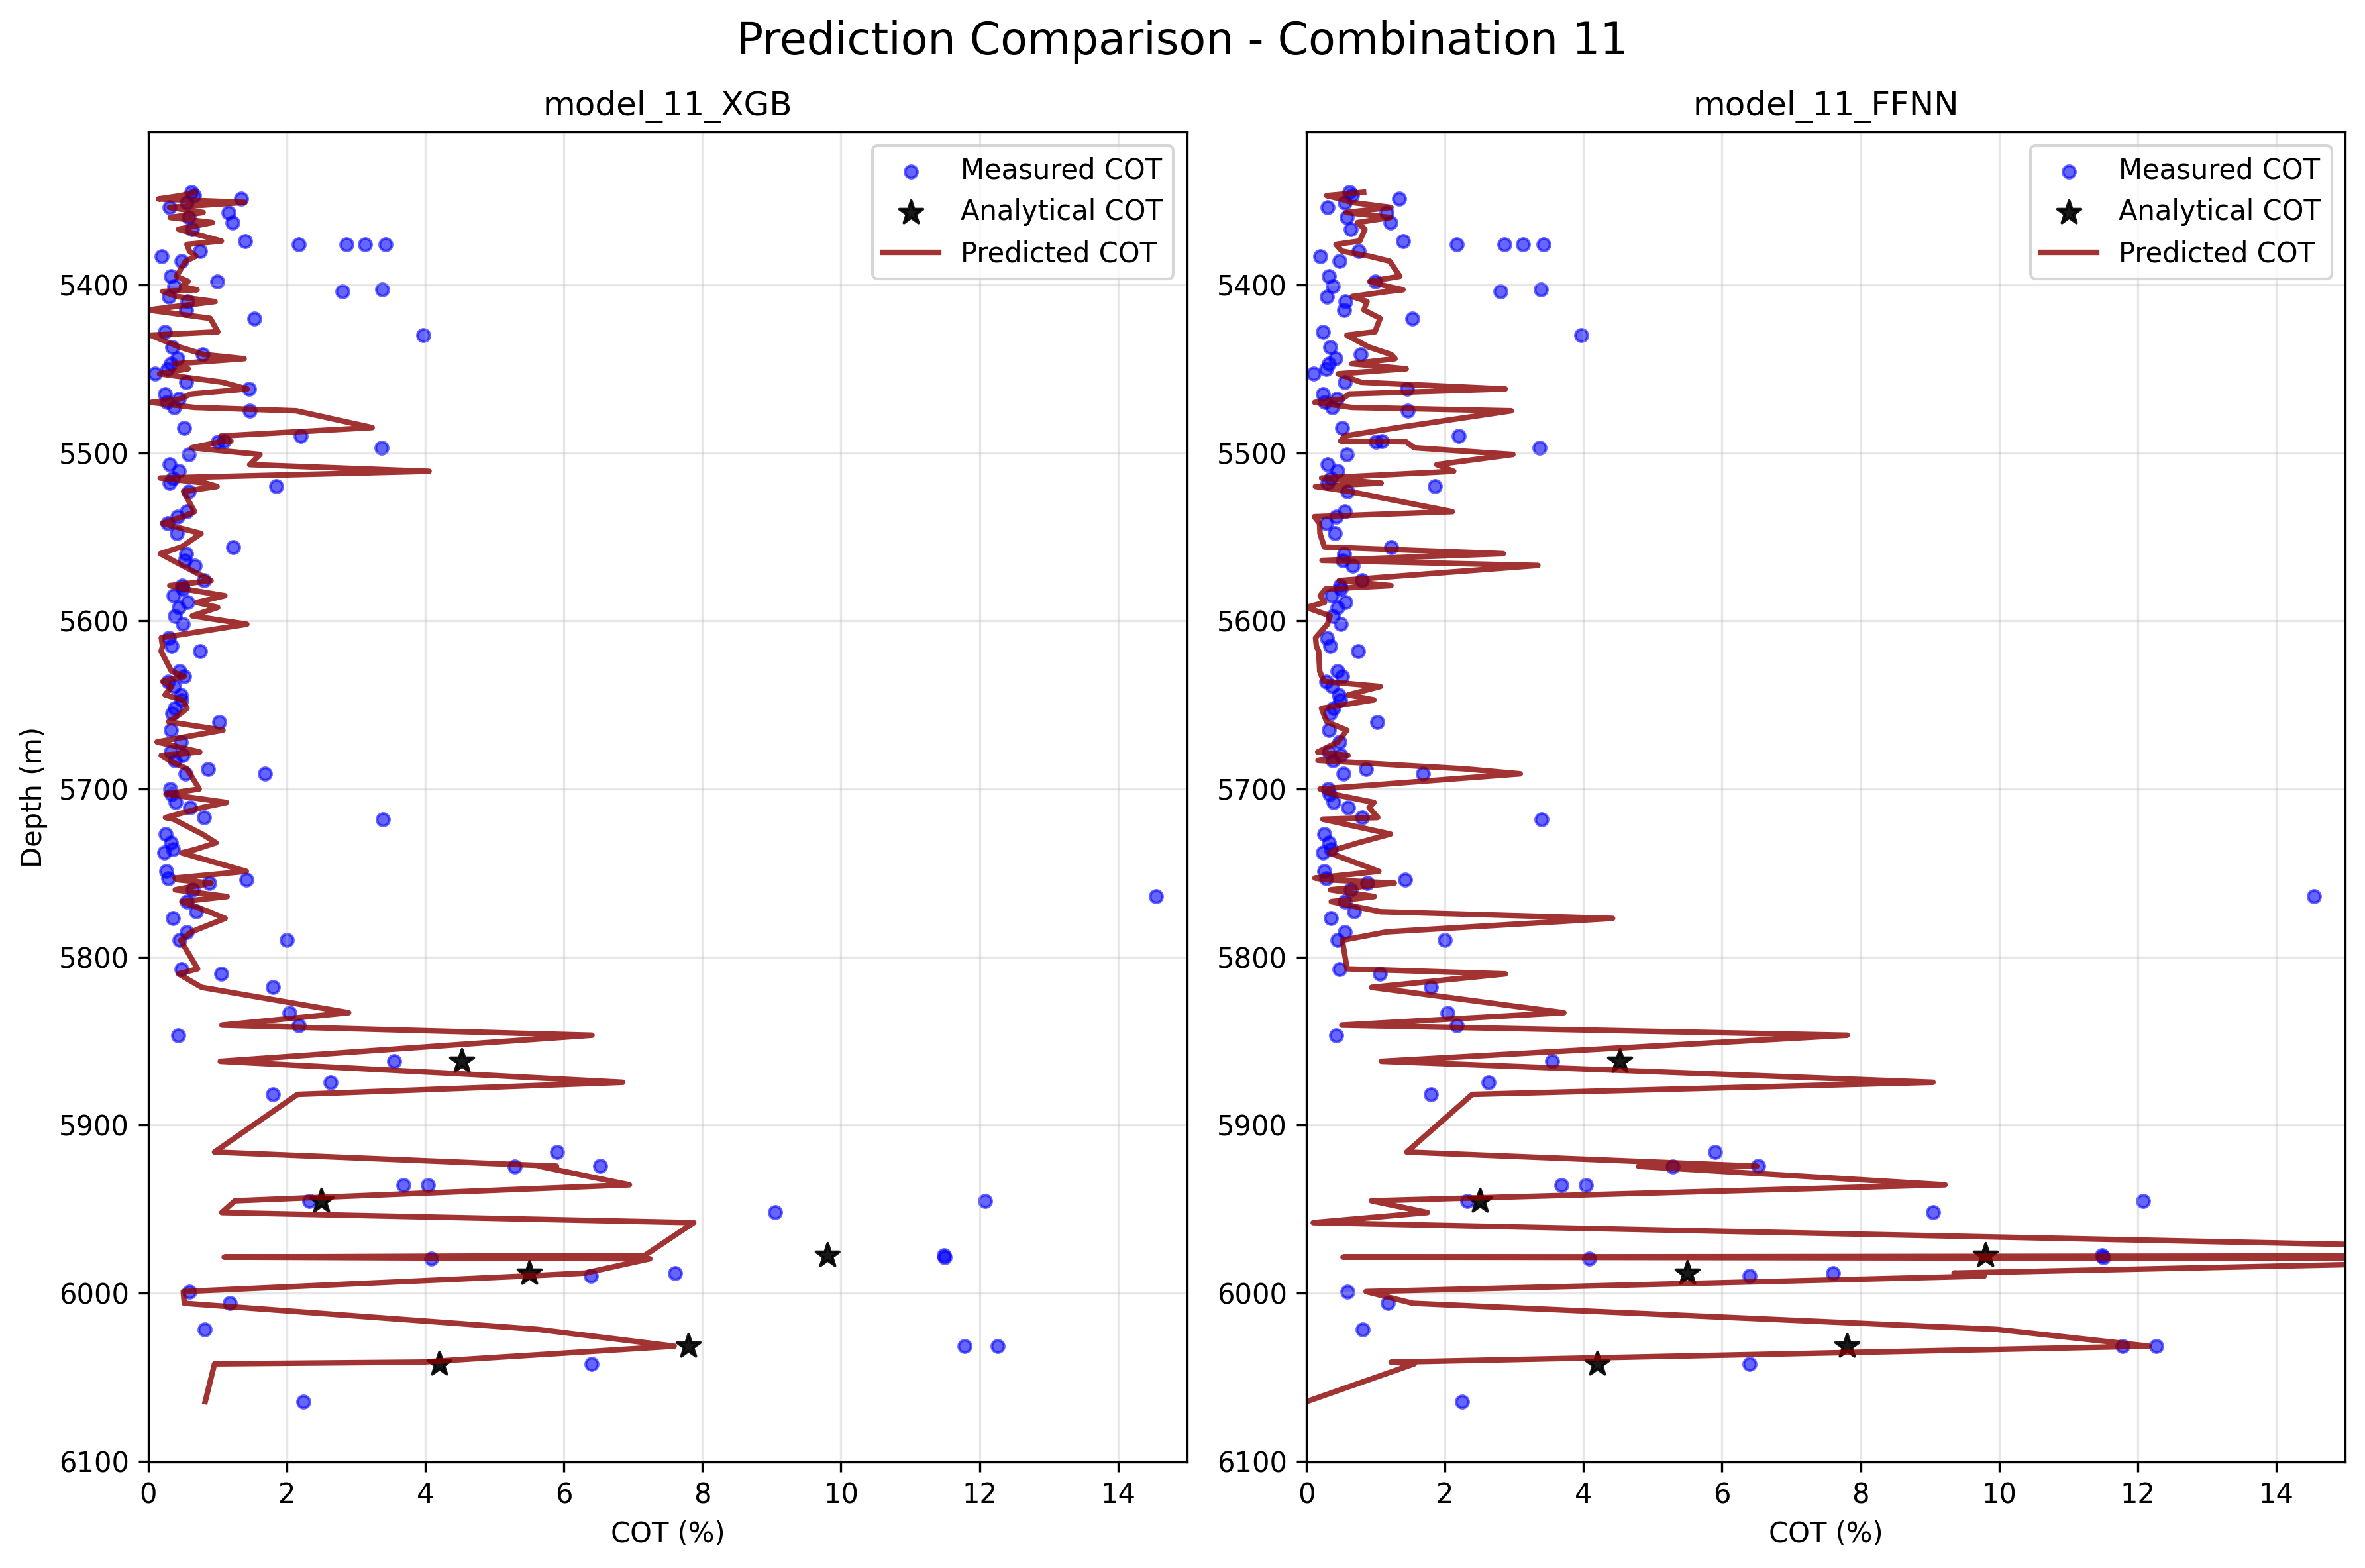 Prediction Comparison - Combination 11
model_11_XGB
Measured COT
Analytical COT
Predicted COT
Depth (m)
5400
5500
5600
5700
5800
5900
6000
6100
0 2 4 6 8 10 12 14
COT (%)
model_11_FFNN
Measured COT
Analytical COT
Predicted COT
5400
5500
5600
5700
5800
5900
6000
6100
0 2 4 6 8 10 12 14
COT (%)